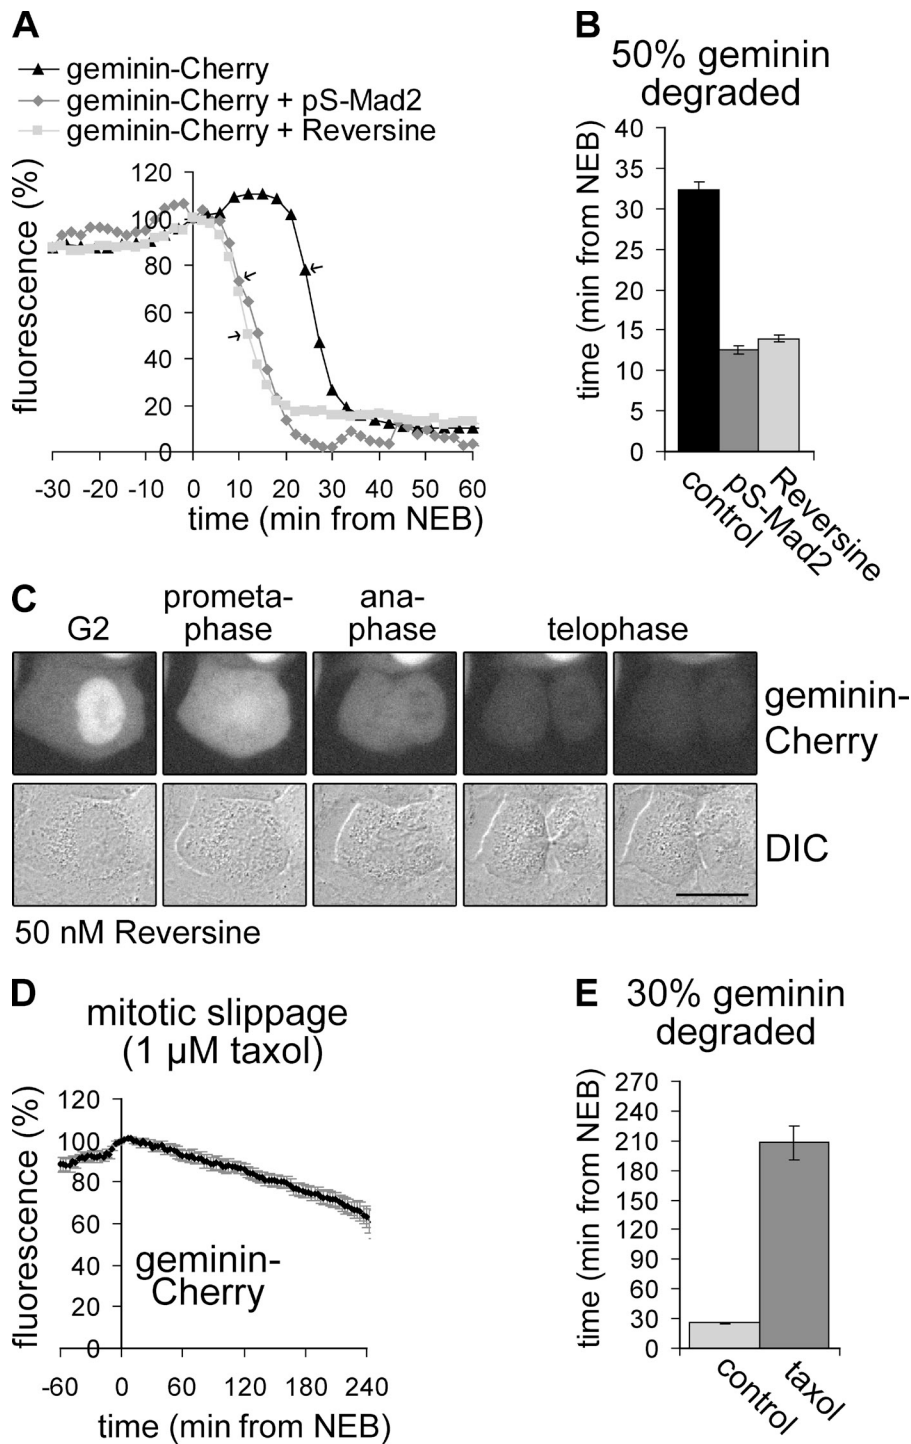 A
geminin-Cherry
geminin-Cherry + pS-Mad2
geminin-Cherry + Reversine
fluorescence (%)
120
100
80
60
40
20
0
-30 -20 -10 0 10 20 30 40 50 60
time (min from NEB)
B
50% geminin
degraded
time (min from NEB)
40
35
30
25
20
15
10
5
0
control
pS-Mad2
Reversine
C
G2
prometa-
phase
ana-
phase
telophase
geminin-
Cherry
DIC
50 nM Reversine
D
mitotic slippage
(1 µM taxol)
fluorescence (%)
120
100
80
60
40
20
0
geminin-
Cherry
-60 0 60 120 180 240
time (min from NEB)
E
30% geminin
degraded
time (min from NEB)
270
240
210
180
150
120
90
60
30
0
control
taxol